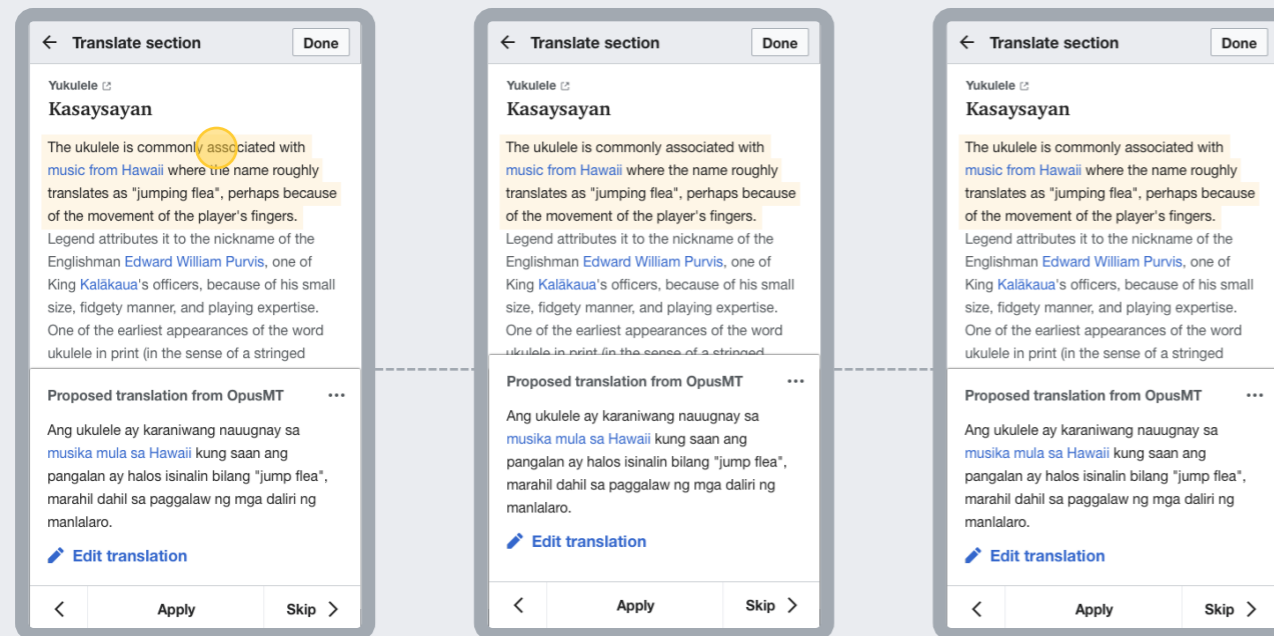 Translate section
Done
Yukulele
Kasaysayan
The ukulele is commonly associated with
music from Hawaii where the name roughly
translates as "jumping flea", perhaps because
of the movement of the player's fingers.
Legend attributes it to the nickname of the
Englishman Edward William Purvis, one of
King Kalākaua's officers, because of his small
size, fidgety manner, and playing expertise.
One of the earliest appearances of the word
ukulele in print (in the sense of a stringed
Proposed translation from OpusMT
Ang ukulele ay karaniwang nauugnay sa
musika mula sa Hawaii kung saan ang
pangalan ay halos isinalin bilang "jump flea",
marahil dahil sa paggalaw ng mga daliri ng
manlalaro.
Edit translation
Apply
Skip
Translate section
Done
Yukulele
Kasaysayan
The ukulele is commonly associated with
music from Hawaii where the name roughly
translates as "jumping flea", perhaps because
of the movement of the player's fingers.
Legend attributes it to the nickname of the
Englishman Edward William Purvis, one of
King Kalākaua's officers, because of his small
size, fidgety manner, and playing expertise.
One of the earliest appearances of the word
ukulele in print (in the sense of a stringed
Proposed translation from OpusMT
Ang ukulele ay karaniwang nauugnay sa
musika mula sa Hawaii kung saan ang
pangalan ay halos isinalin bilang "jump flea",
marahil dahil sa paggalaw ng mga daliri ng
manlalaro.
Edit translation
Apply
Skip
Translate section
Done
Yukulele
Kasaysayan
The ukulele is commonly associated with
music from Hawaii where the name roughly
translates as "jumping flea", perhaps because
of the movement of the player's fingers.
Legend attributes it to the nickname of the
Englishman Edward William Purvis, one of
King Kalākaua's officers, because of his small
size, fidgety manner, and playing expertise.
One of the earliest appearances of the word
ukulele in print (in the sense of a stringed
Proposed translation from OpusMT
Ang ukulele ay karaniwang nauugnay sa
musika mula sa Hawaii kung saan ang
pangalan ay halos isinalin bilang "jump flea",
marahil dahil sa paggalaw ng mga daliri ng
manlalaro.
Edit translation
Apply
Skip